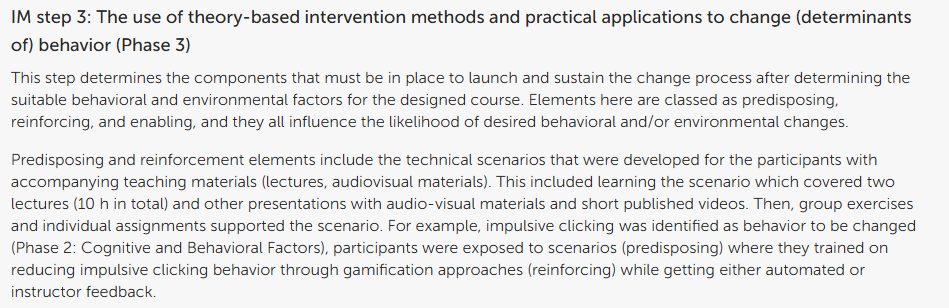 IM step 3: The use of theory-based intervention methods and practical applications to change (determinants
of) behavior (Phase 3)
This step determines the components that must be in place to launch and sustain the change process after determining the
suitable behavioral and environmental factors for the designed course. Elements here are classed as predisposing,
reinforcing, and enabling, and they all influence the likelihood of desired behavioral and/or environmental changes.
Predisposing and reinforcement elements include the technical scenarios that were developed for the participants with
accompanying teaching materials (lectures, audiovisual materials). This included learning the scenario which covered two
lectures (10 h in total) and other presentations with audio-visual materials and short published videos. Then, group exercises
and individual assignments supported the scenario. For example, impulsive clicking was identified as behavior to be changed
(Phase 2: Cognitive and Behavioral Factors), participants were exposed to scenarios (predisposing) where they trained on
reducing impulsive clicking behavior through gamification approaches (reinforcing) while getting either automated or
instructor feedback.